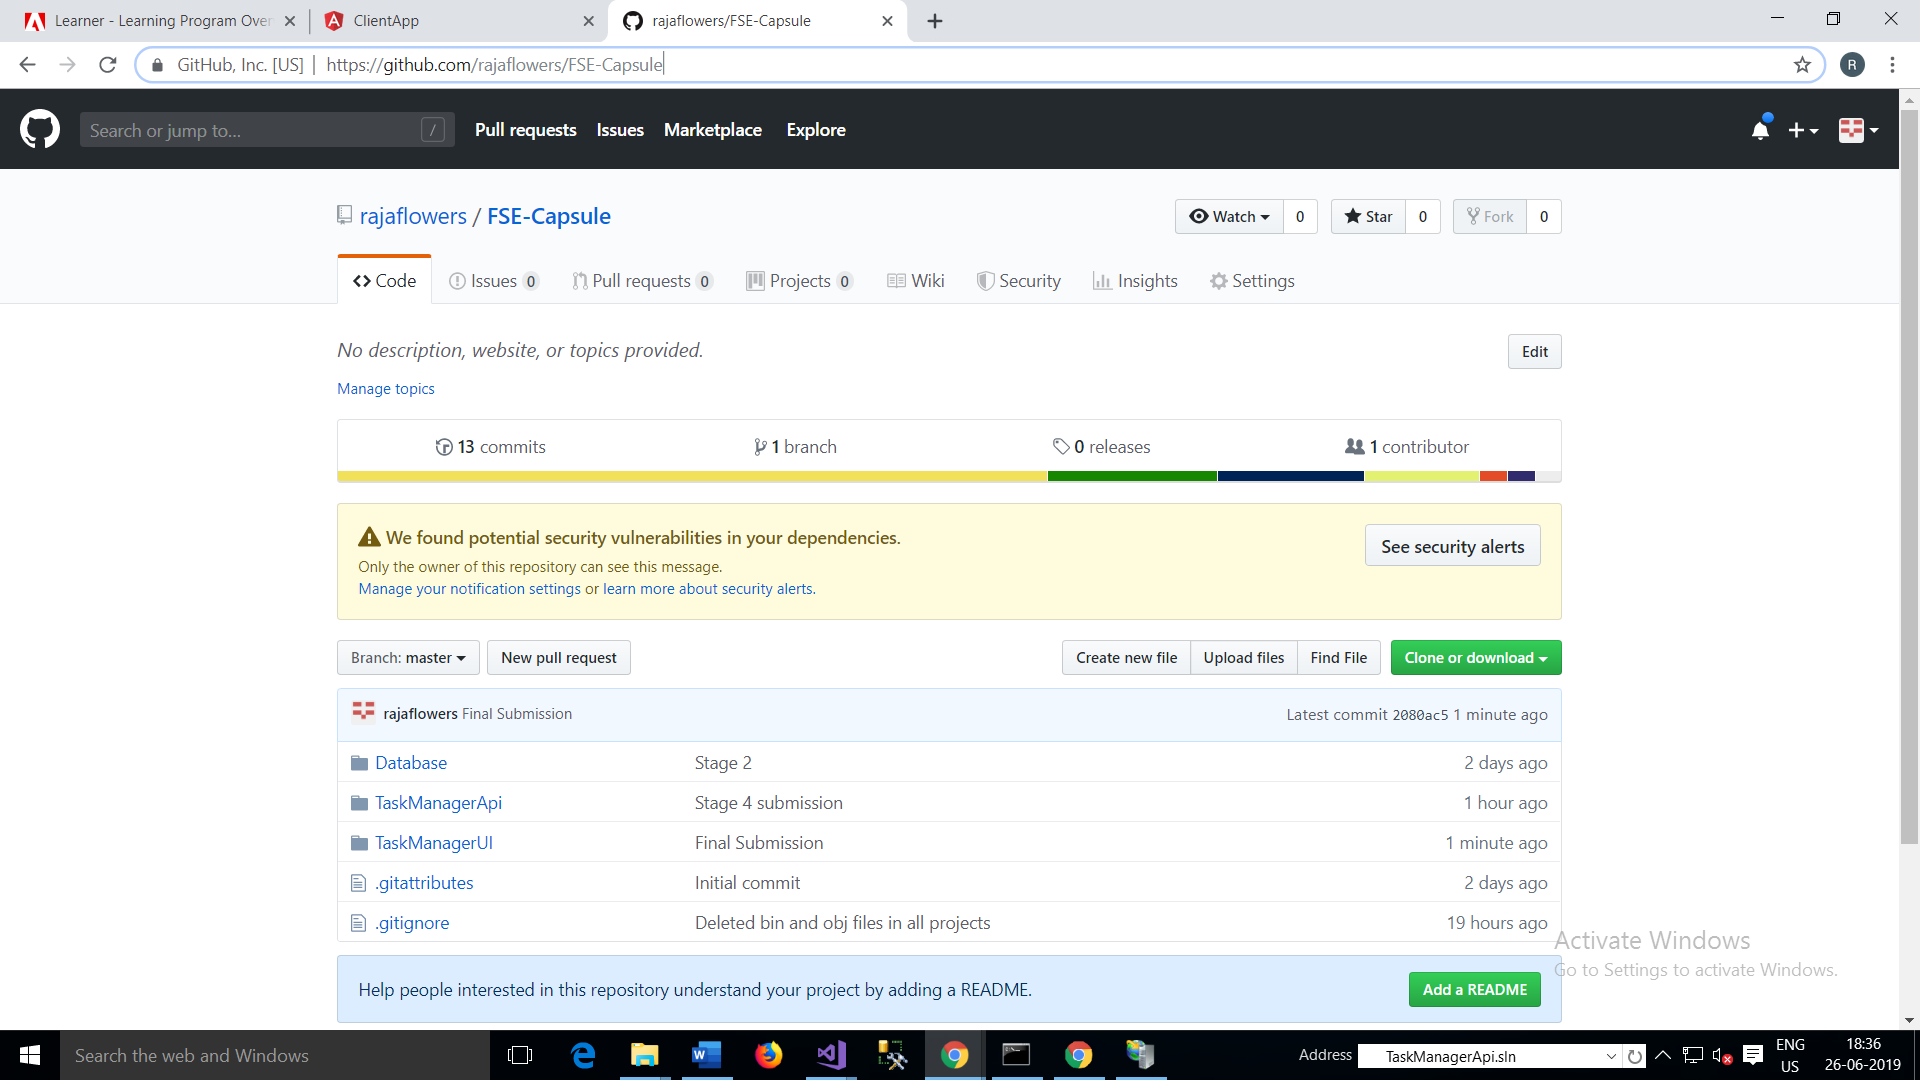 Learner - Learning Program Over
ClientApp
rajaflowers/FSE-Capsule
GitHub, Inc. [US] | https://github.com/rajaflowers/FSE-Capsule
R
Search or jump to...
/
Pull requests Issues Marketplace Explore
rajaflowers / FSE-Capsule
Watch 0 Star 0 Fork 0
Code Issues 0 Pull requests 0 Projects 0 Wiki Security Insights Settings
No description, website, or topics provided.
Edit
Manage topics
13 commits 1 branch 0 releases 1 contributor
We found potential security vulnerabilities in your dependencies.
Only the owner of this repository can see this message.
Manage your notification settings or learn more about security alerts.
See security alerts
Branch: master New pull request Create new file Upload files Find File Clone or download
rajaflowers Final Submission Latest commit 2080ac5 1 minute ago
Database Stage 2 2 days ago
TaskManagerApi Stage 4 submission 1 hour ago
TaskManagerUI Final Submission 1 minute ago
.gitattributes Initial commit 2 days ago
.gitignore Deleted bin and obj files in all projects 19 hours ago
Activate Windows
Go to Settings to activate Windows.
Help people interested in this repository understand your project by adding a README. Add a README
Search the web and Windows
Address TaskManagerApi.sln
ENG
US
18:36
26-06-2019